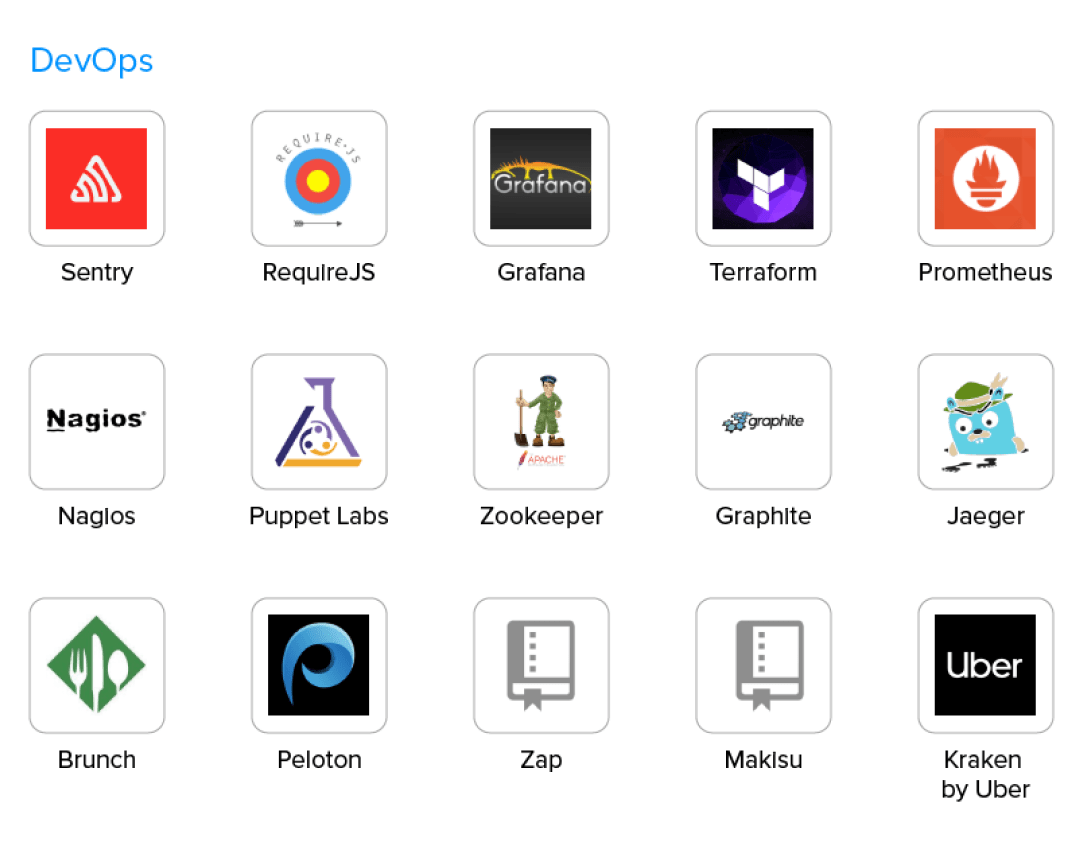 DevOps
REQUIRE.JS
Grafana
Sentry
RequireJS
Grafana
Terraform
Prometheus
Nagios®
APACHE
graphite
Nagios
Puppet Labs
Zookeeper
Graphite
Jaeger
Uber
Brunch
Peloton
Zap
Makisu
Kraken
by Uber